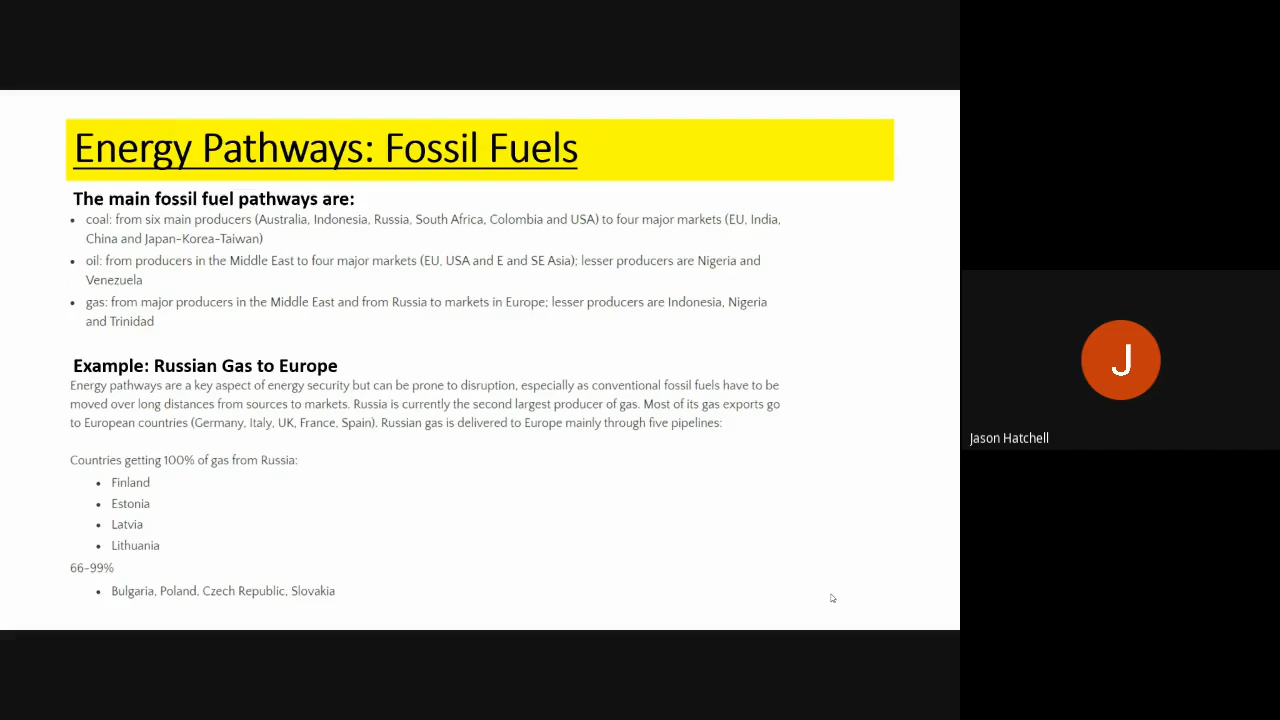 Energy Pathways: Fossil Fuels
The main fossil fuel pathways are:
• coal: from six main producers (Australia, Indonesia, Russia, South Africa, Colombia and USA) to four major markets (EU, India,
China and Japan-Korea-Taiwan)
• oil: from producers in the Middle East to four major markets (EU, USA and E and SE Asia); lesser producers are Nigeria and
Venezuela
• gas: from major producers in the Middle East and from Russia to markets in Europe; lesser producers are Indonesia, Nigeria
and Trinidad
Example: Russian Gas to Europe
Energy pathways are a key aspect of energy security but can be prone to disruption, especially as conventional fossil fuels have to be
moved over long distances from sources to markets. Russia is currently the second largest producer of gas. Most of its gas exports go
to European countries (Germany, Italy, UK, France, Spain). Russian gas is delivered to Europe mainly through five pipelines:
Countries getting 100% of gas from Russia:
• Finland
• Estonia
• Latvia
• Lithuania
66-99%
• Bulgaria, Poland, Czech Republic, Slovakia
J
Jason Hatchell